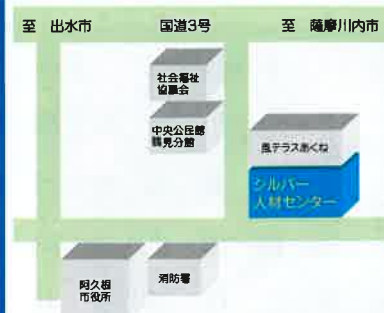 至 出水市 国道3号 至 薩摩川内市
社会福祉
協議会
中央公民館
鶴見分館
風テラスあくね
シルバー
人材センター
阿久根
市役所
消防署